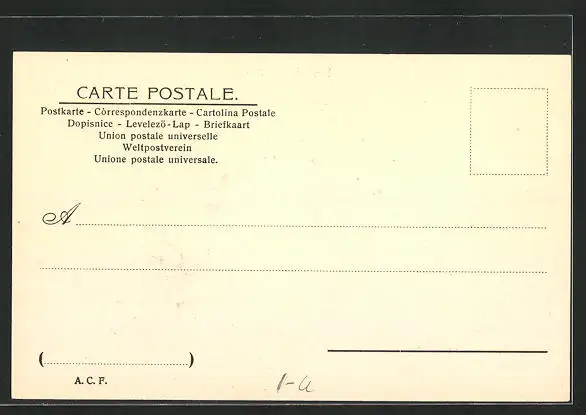 CARTE POSTALE.
Postkarte - Còrrespondenzkarte - Cartolina Postale
Dopisnice - Levelezö-Lap - Briefkaart
Union postale universelle
Weltpostverein
Unione postale universale.
A
( )
A. C. F.